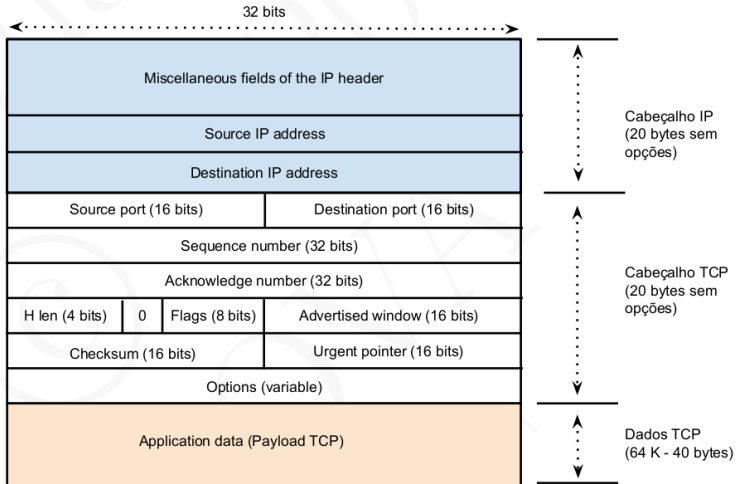 32 bits
Miscellaneous fields of the IP header
Source IP address
Destination IP address
Cabeçalho IP
(20 bytes sem
opções)
Source port (16 bits) Destination port (16 bits)
Sequence number (32 bits)
Acknowledge number (32 bits)
H len (4 bits) 0 Flags (8 bits) Advertised window (16 bits)
Checksum (16 bits) Urgent pointer (16 bits)
Options (variable)
Cabeçalho TCP
(20 bytes sem
opções)
Application data (Payload TCP)
Dados TCP
(64 K - 40 bytes)